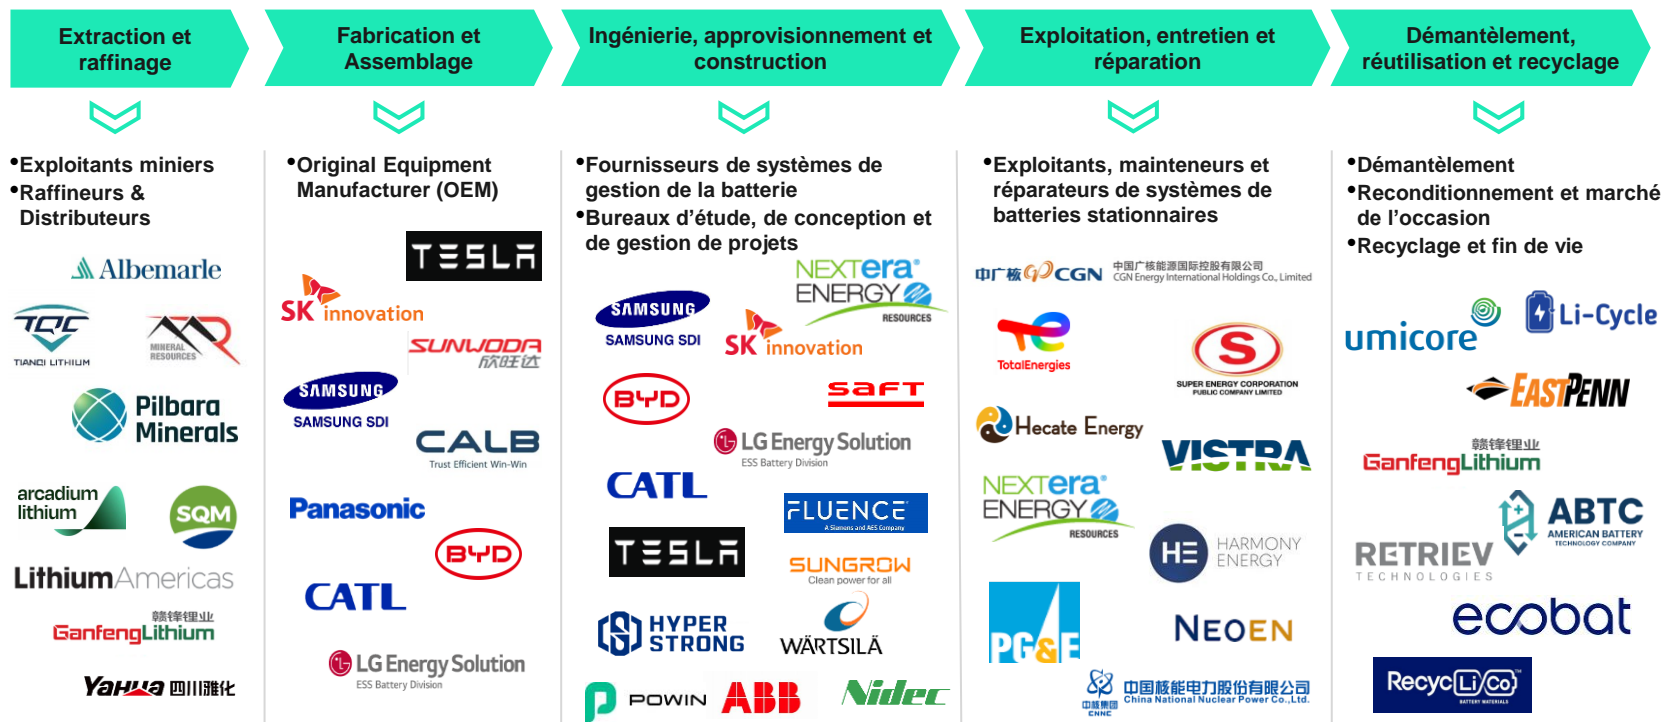 Extraction et
raffinage
Fabrication et
Assemblage
Ingénierie, approvisionnement et
construction
Exploitation, entretien et
réparation
Démantèlement,
réutilisation et recyclage
•Exploitants miniers
•Raffineurs &
Distributeurs
Albemarle
TQC
TIANQI LITHIUM
MINERAL
RESOURCES
Pilbara
Minerals
arcadium
lithium
SQM
LithiumAmericas
赣锋锂业
GanfengLithium
YAHUA 四川雅化
•Original Equipment
Manufacturer (OEM)
TESLA
SK innovation
SUNWODA
欣旺达
SAMSUNG
SAMSUNG SDI
CALB
Trust Efficient Win-Win
Panasonic
BYD
CATL
LG Energy Solution
ESS Battery Division
•Fournisseurs de systèmes de
gestion de la batterie
•Bureaux d'étude, de conception et
de gestion de projets
NEXTera®
ENERGY
RESOURCES
SAMSUNG
SAMSUNG SDI
SK innovation
BYD
saFT
LG Energy Solution
ESS Battery Division
CATL
FLUENCE
A Siemens and AES Company
TESLA
SUNGROW
Clean power for all
HYPER
STRONG
WÄRTSILÄ
POWIN
ABB
Nidec
•Exploitants, mainteneurs et
réparateurs de systèmes de
batteries stationnaires
中广核 CGN
中国广核能源国际控股有限公司
CGN Energy International Holdings Co., Limited
TotalEnergies
S
SUPER ENERGY CORPORATION
PUBLIC COMPANY LIMITED
Hecate Energy
VISTRA
NEXTera®
ENERGY
RESOURCES
HE
HARMONY
ENERGY
PG&E
NEOEN
中核集团
CNNC
中国核能电力股份有限公司
China National Nuclear Power Co.,Ltd.
•Démantèlement
•Reconditionnement et marché
de l'occasion
•Recyclage et fin de vie
umicore
Li-Cycle
EASTPENN
赣锋锂业
GanfengLithium
ABTC
AMERICAN BATTERY
TECHNOLOGY COMPANY
RETRIEV
TECHNOLOGIES
ecobat
RecycLiCo™
BATTERY MATERIALS